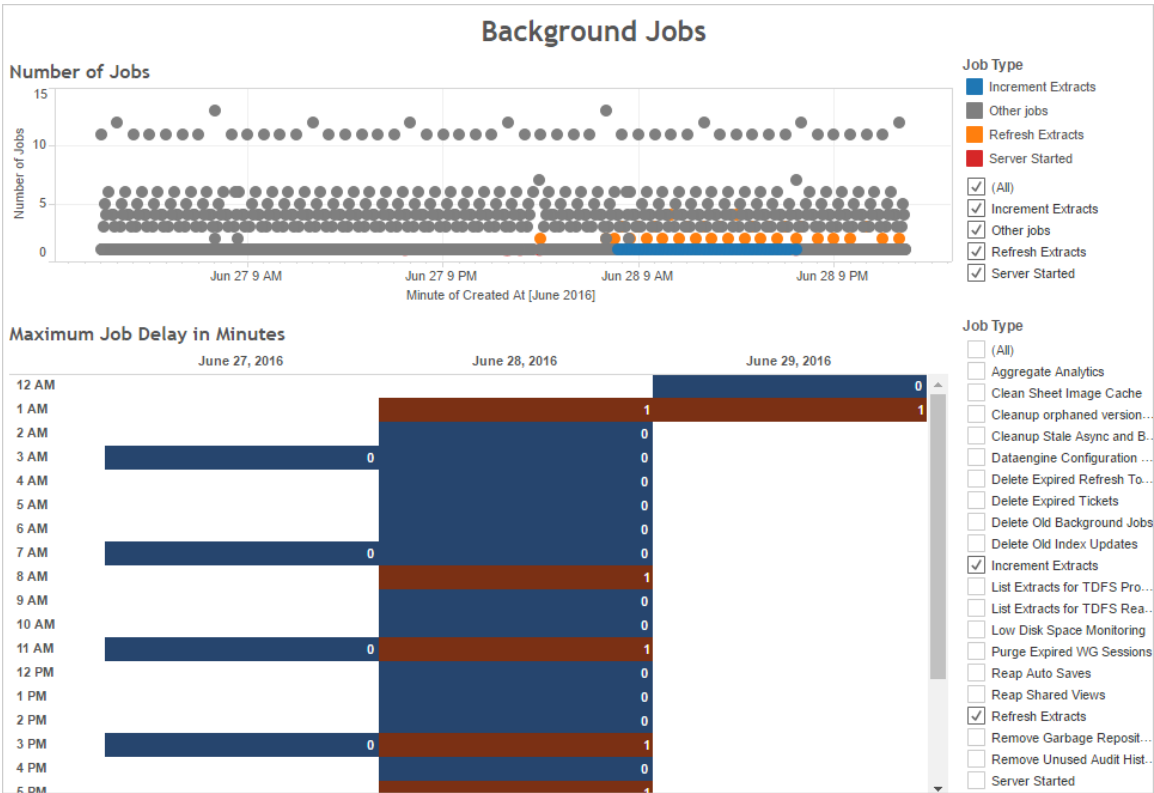 Background Jobs
Number of Jobs
15
10
5
0
Number of Jobs
Jun 27 9 AM Jun 27 9 PM Jun 28 9 AM Jun 28 9 PM
Minute of Created At [June 2016]
Job Type
Increment Extracts
Other jobs
Refresh Extracts
Server Started
(All)
Increment Extracts
Other jobs
Refresh Extracts
Server Started
Maximum Job Delay in Minutes
June 27, 2016 June 28, 2016 June 29, 2016
12 AM 0
1 AM 1 1
2 AM 0
3 AM 0 0
4 AM 0
5 AM 0
6 AM 0
7 AM 0 0
8 AM 1
9 AM 0
10 AM 0
11 AM 0 1
12 PM 0
1 PM 0
2 PM 0
3 PM 0 1
4 PM 0
5 PM 1
Job Type
(All)
Aggregate Analytics
Clean Sheet Image Cache
Cleanup orphaned version...
Cleanup Stale Async and B...
Dataengine Configuration ...
Delete Expired Refresh To...
Delete Expired Tickets
Delete Old Background Jobs
Delete Old Index Updates
Increment Extracts
List Extracts for TDFS Pro...
List Extracts for TDFS Rea...
Low Disk Space Monitoring
Purge Expired WG Sessions
Reap Auto Saves
Reap Shared Views
Refresh Extracts
Remove Garbage Reposit...
Remove Unused Audit Hist...
Server Started